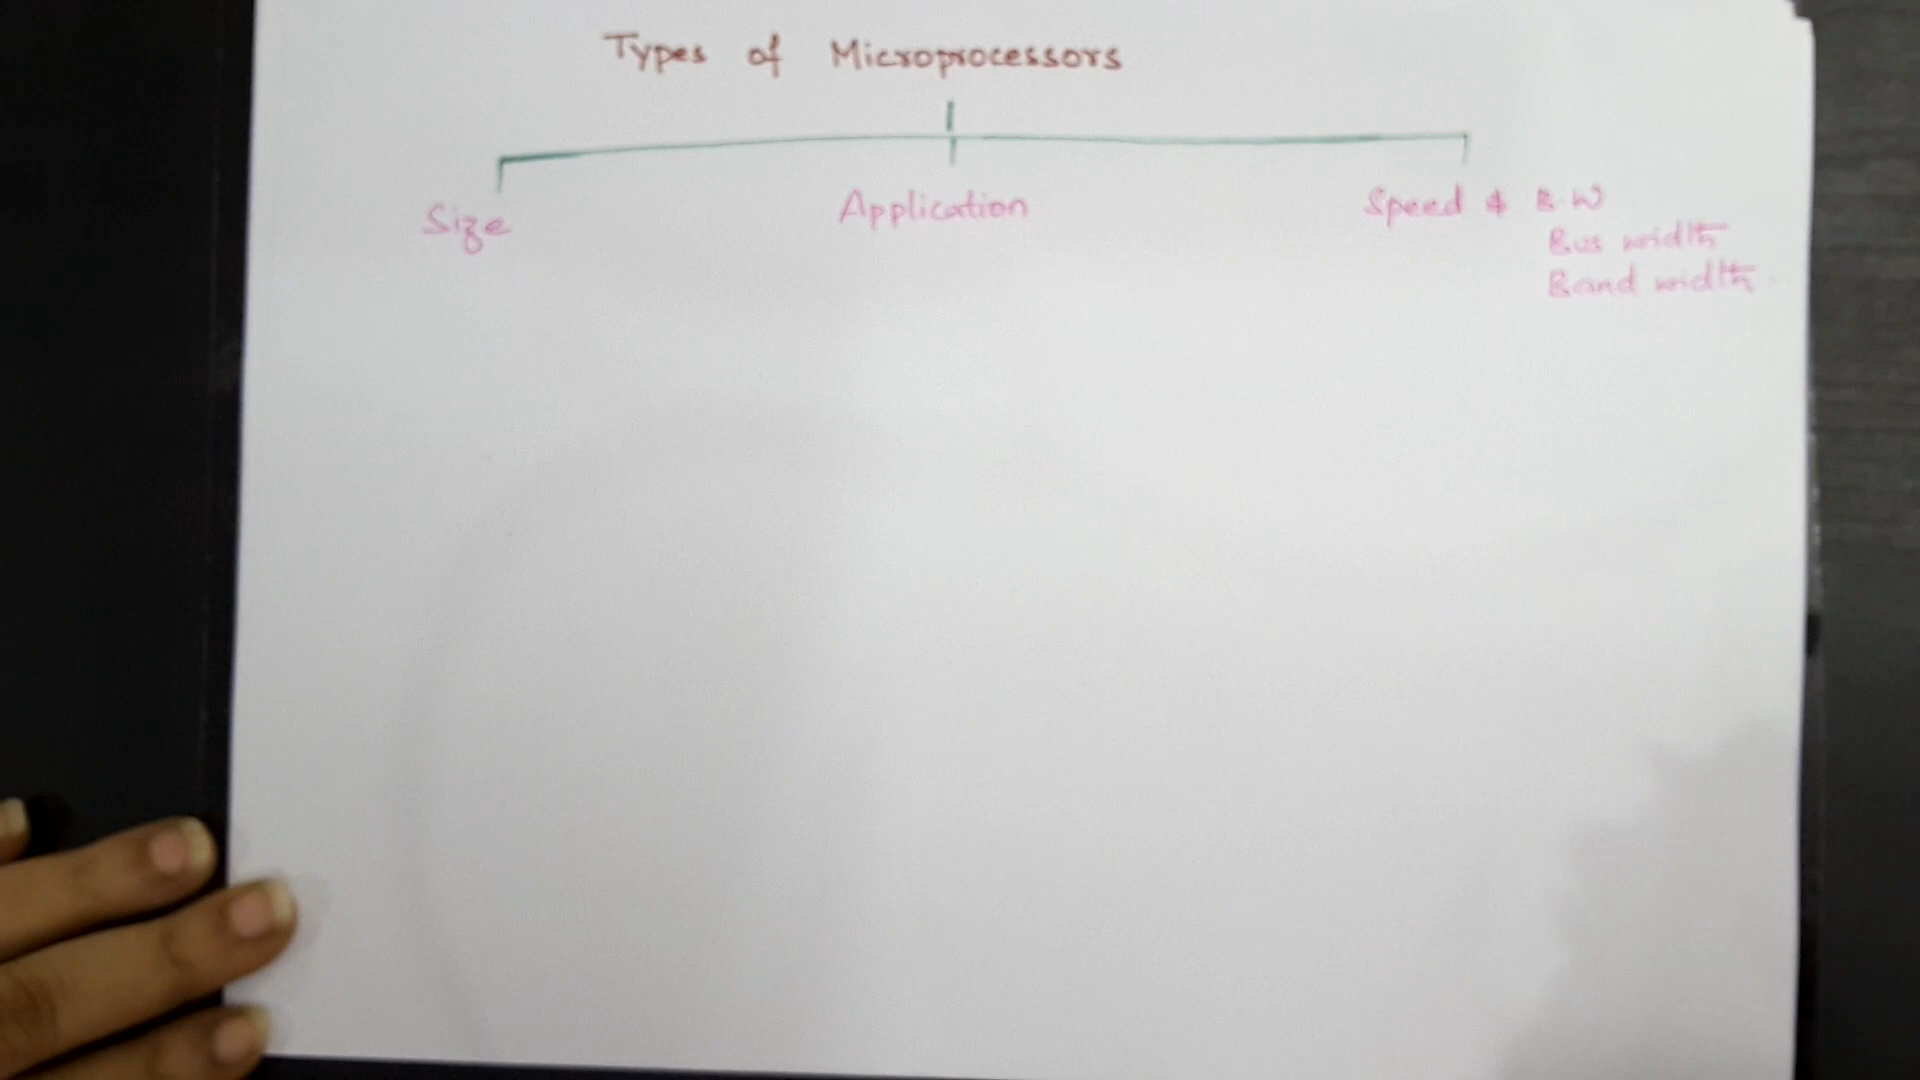 Types of Microprocessors
Size
Application
Speed & B.W
Bus width
Band width.